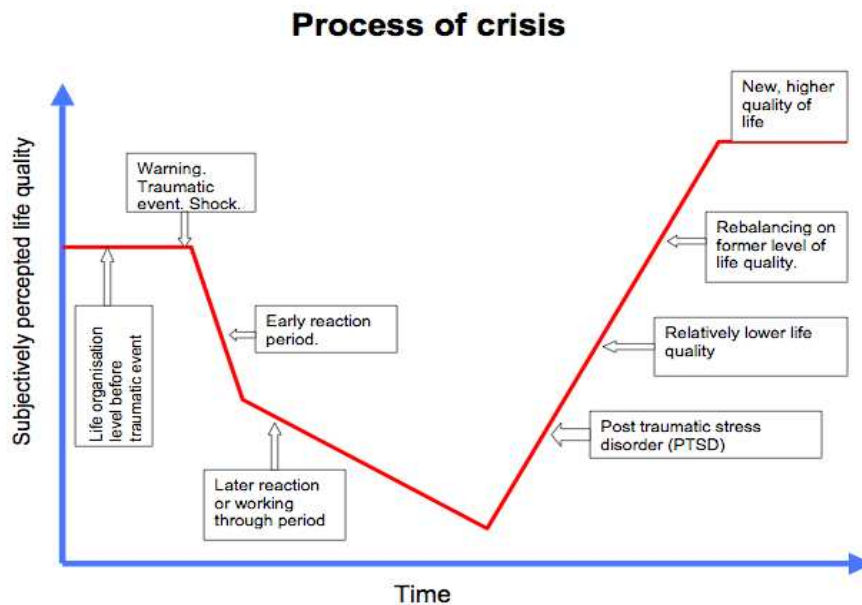 Process of crisis
Subjectively percepted life quality
New, higher
quality of
life
Warning.
Traumatic
event. Shock.
Rebalancing on
former level of
life quality.
Life organisation
level before
traumatic event
Early reaction
period.
Relatively lower life
quality
Post traumatic stress
disorder (PTSD)
Later reaction
or working
through period
Time